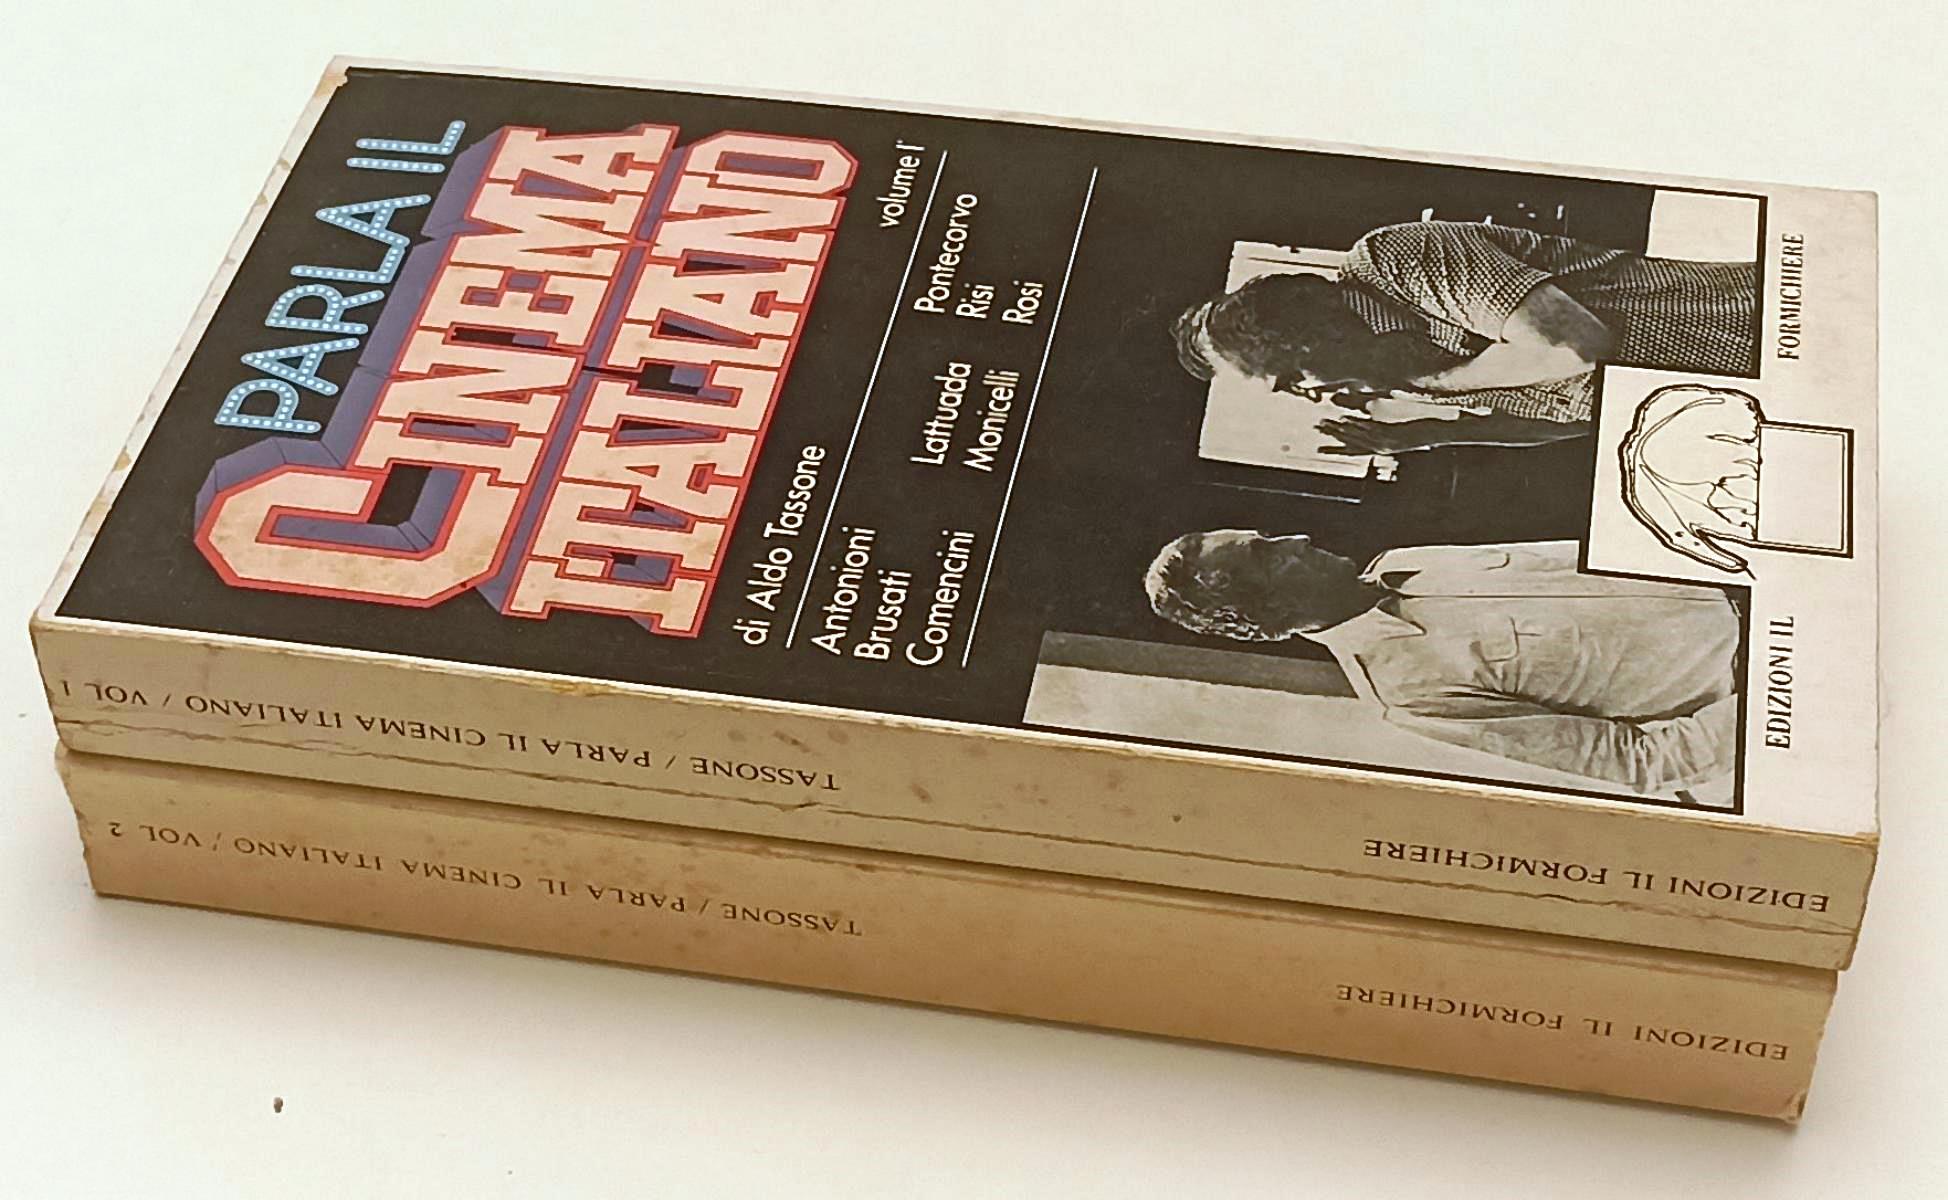 PARLA IL
CINEMA
ITALIANO
di Aldo Tassone
volume I°
Antonioni
Brusati
Comencini
Lattuada
Monicelli
Pontecorvo
Risi
Rosi
EDIZIONI IL
FORMICHIERE
EDIZIONI IL FORMICHIERE
TASSONE / PARLA IL CINEMA ITALIANO / VOL 1
EDIZIONI IL FORMICHIERE
TASSONE / PARLA IL CINEMA ITALIANO / VOL 2